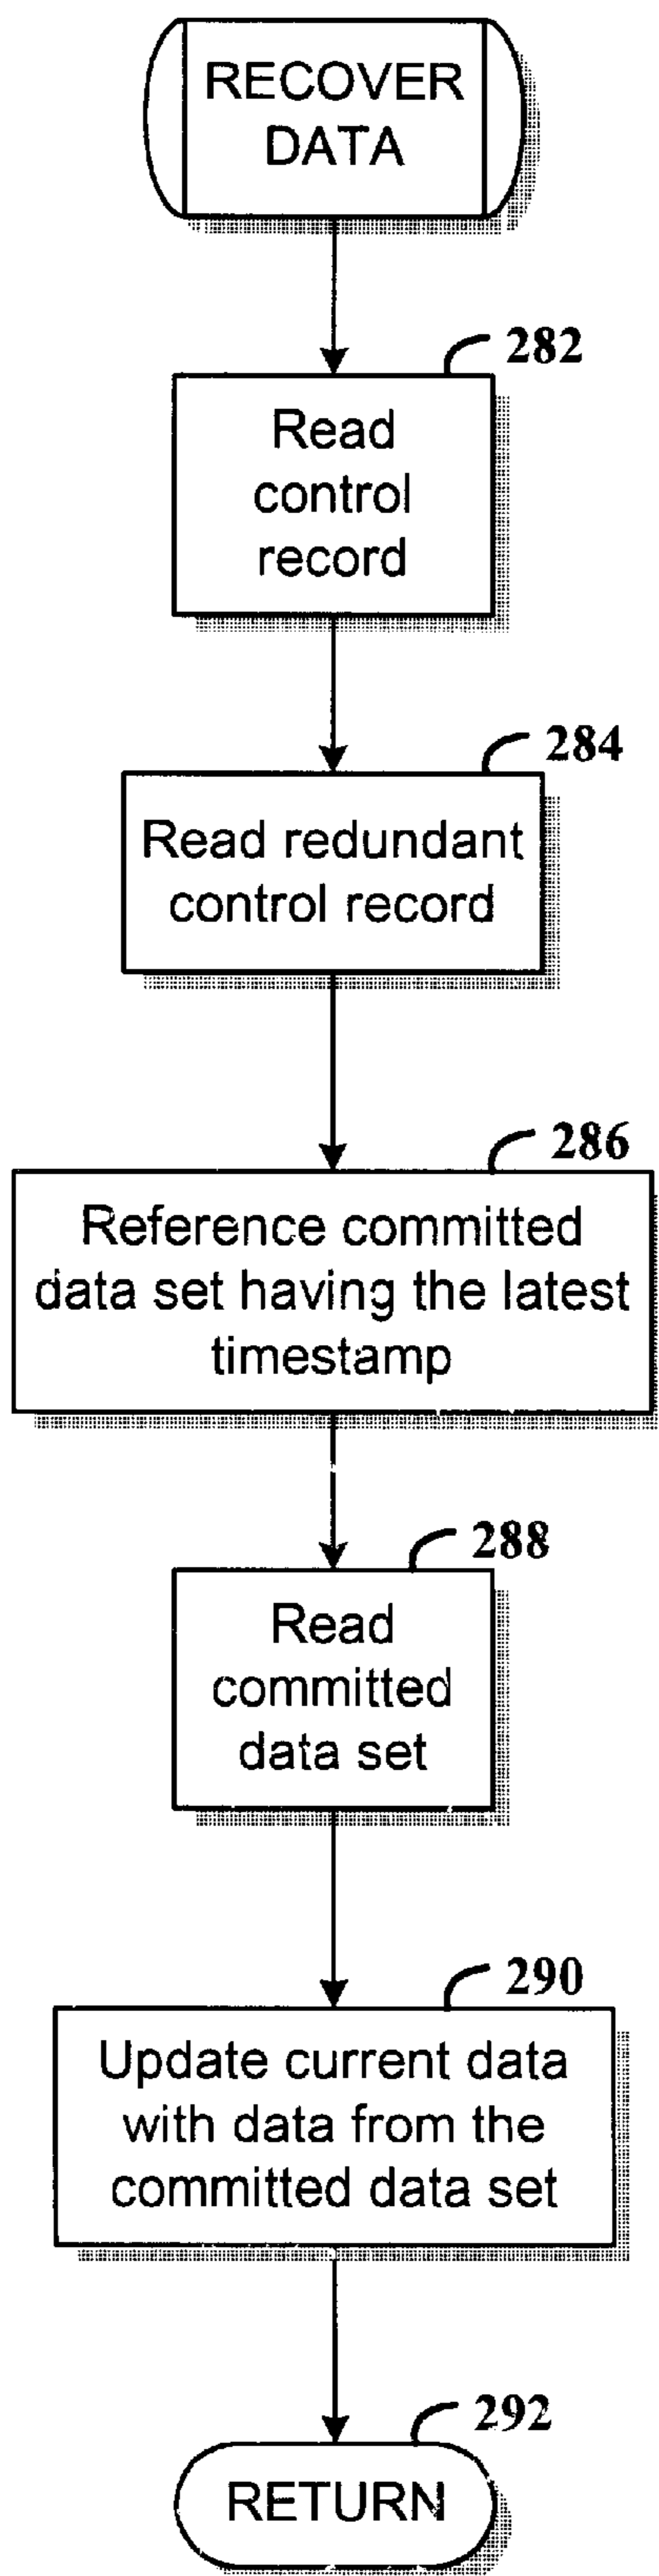 RECOVER
DATA
282
Read
control
record
284
Read redundant
control record
286
Reference committed
data set having the latest
timestamp
288
Read
committed
data set
290
Update current data
with data from the
committed data set
292
RETURN